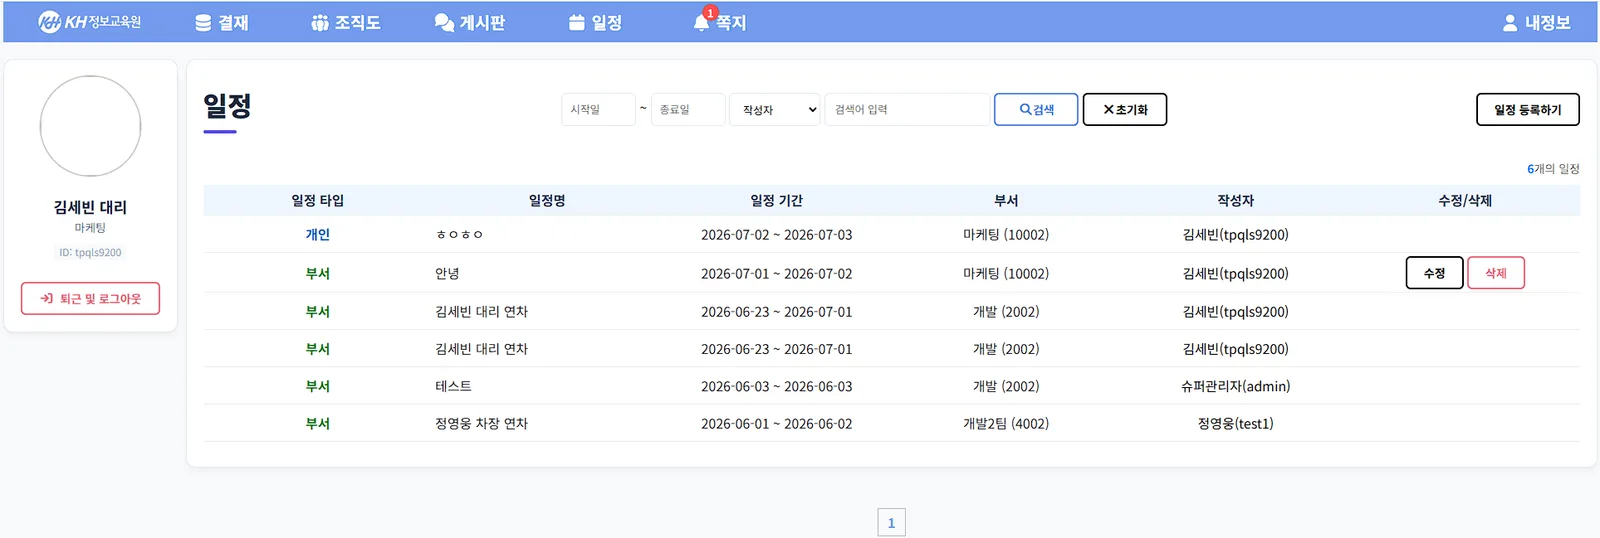 KH 정보교육원 결재 조직도 게시판 일정 1 쪽지 내정보
김세빈 대리
마케팅
ID: tpqls9200
퇴근 및 로그아웃
일정 시작일 ~ 종료일 작성자 검색어 입력 검색 초기화 일정 등록하기
6개의 일정
일정 타입 일정명 일정 기간 부서 작성자 수정/삭제
개인 ㅎㅇㅎㅇ 2026-07-02 ~ 2026-07-03 마케팅 (10002) 김세빈(tpqls9200)
부서 안녕 2026-07-01 ~ 2026-07-02 마케팅 (10002) 김세빈(tpqls9200) 수정 삭제
부서 김세빈 대리 연차 2026-06-23 ~ 2026-07-01 개발 (2002) 김세빈(tpqls9200)
부서 김세빈 대리 연차 2026-06-23 ~ 2026-07-01 개발 (2002) 김세빈(tpqls9200)
부서 테스트 2026-06-03 ~ 2026-06-03 개발 (2002) 슈퍼관리자(admin)
부서 정영웅 차장 연차 2026-06-01 ~ 2026-06-02 개발2팀 (4002) 정영웅(test1)
1